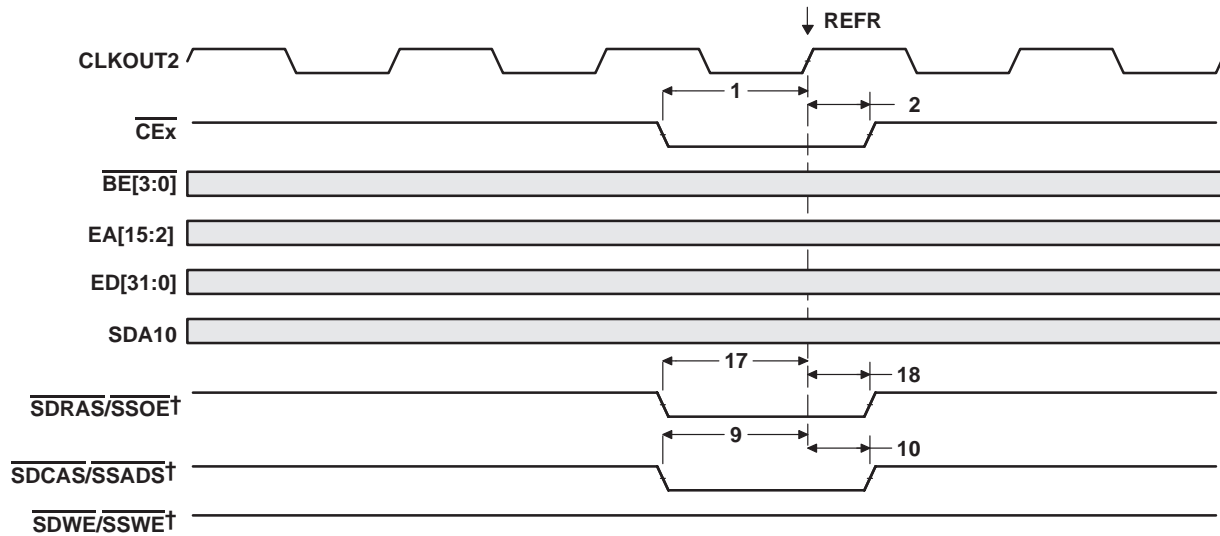 REFR
CLKOUT2
1
2
CEx
BE[3:0]
EA[15:2]
ED[31:0]
SDA10
17
18
SDRAS/SSOE†
9
10
SDCAS/SSADS†
SDWE/SSWE†